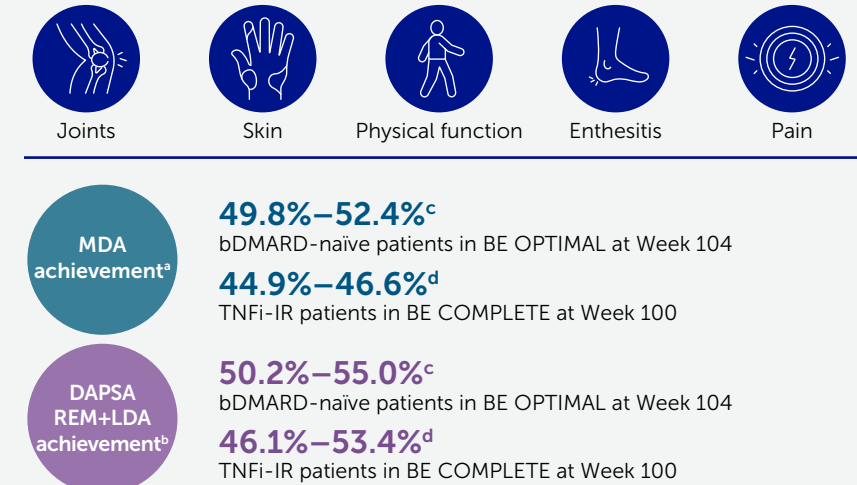 Joints
Skin
Physical function
Enthesitis
Pain
MDA
achievementᵃ
49.8%–52.4%ᶜ
bDMARD-naïve patients in BE OPTIMAL at Week 104
44.9%–46.6%ᵈ
TNFi-IR patients in BE COMPLETE at Week 100
DAPSA
REM+LDA
achievementᵇ
50.2%–55.0%ᶜ
bDMARD-naïve patients in BE OPTIMAL at Week 104
46.1%–53.4%ᵈ
TNFi-IR patients in BE COMPLETE at Week 100